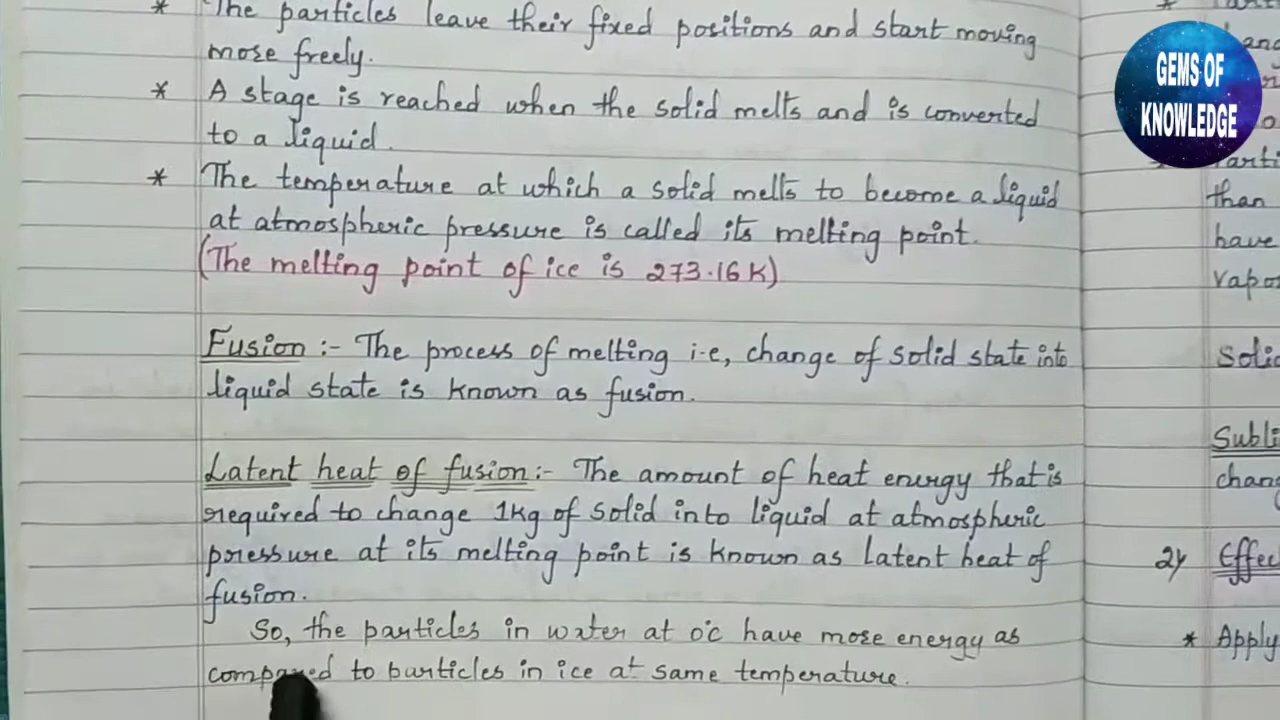 * The particles leave their fixed positions and start moving
more freely.
* A stage is reached when the solid melts and is converted
to a liquid.
* The temperature at which a solid melts to become a liquid
at atmospheric pressure is called its melting point.
(The melting point of ice is 273.16K)
Fusion :- The process of melting i.e, change of solid state into
liquid state is known as fusion.
Latent heat of fusion:- The amount of heat energy that is
required to change 1kg of solid into liquid at atmospheric
pressure at its melting point is known as latent heat of
fusion.
So, the particles in water at 0°c have more energy as
compared to particles in ice at same temperature.
GEMS OF
KNOWLEDGE
than
have
* Apply